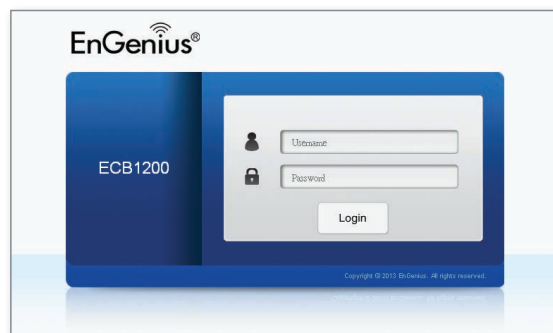 EnGenius®
ECB1200
Username
Password
Login
Copyright © 2013 EnGenius. All rights reserved.